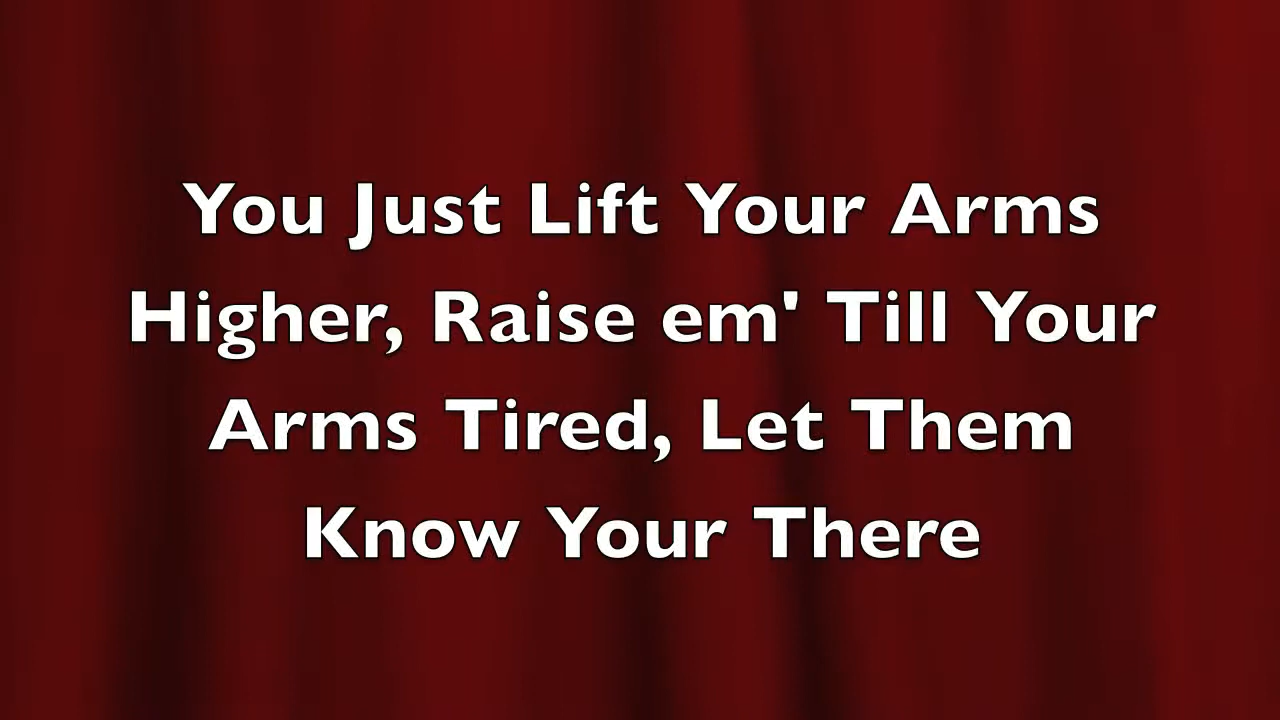 You Just Lift Your Arms
Higher, Raise em' Till Your
Arms Tired, Let Them
Know Your There